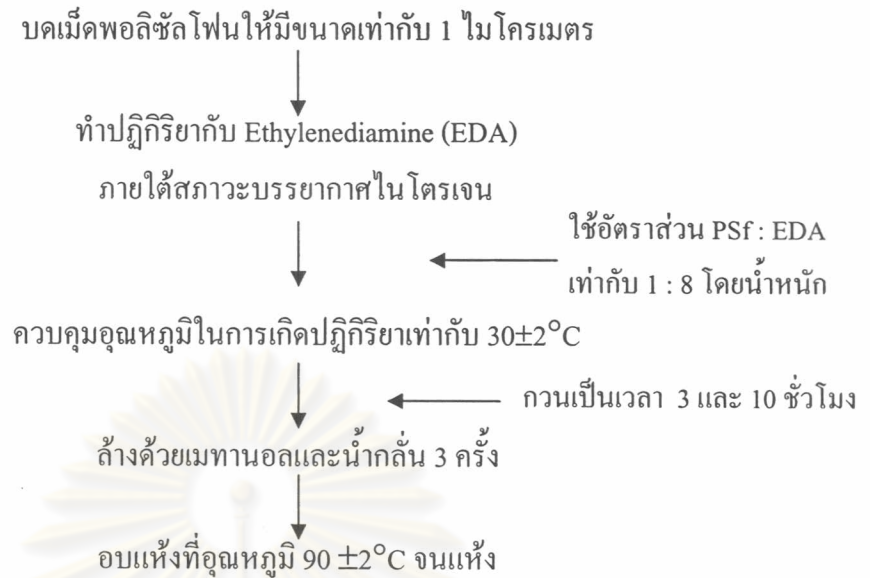 บดเม็ดพอลิซัลโฟนให้มีขนาดเท่ากับ 1 ไมโครเมตร
ทำปฏิกิริยากับ Ethylenediamine (EDA)
ภายใต้สภาวะบรรยากาศไนโตรเจน
ใช้อัตราส่วน PSf : EDA
เท่ากับ 1 : 8 โดยน้ำหนัก
ควบคุมอุณหภูมิในการเกิดปฏิกิริยาเท่ากับ 30±2°C
กวนเป็นเวลา 3 และ 10 ชั่วโมง
ล้างด้วยเมทานอลและน้ำกลั่น 3 ครั้ง
อบแห้งที่อุณหภูมิ 90 ±2°C จนแห้ง